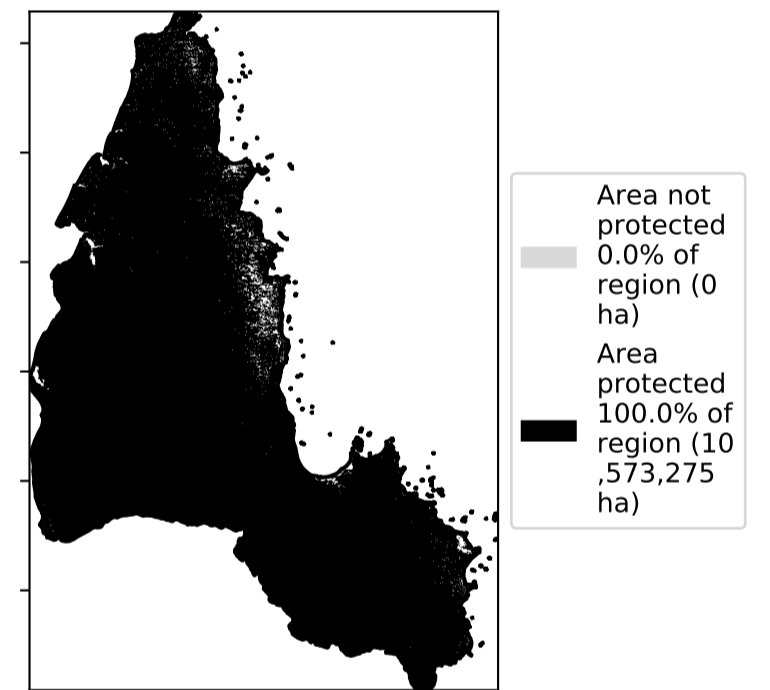 Area not
protected
0.0% of
region (0
ha)
Area
protected
100.0% of
region (10
,573,275
ha)